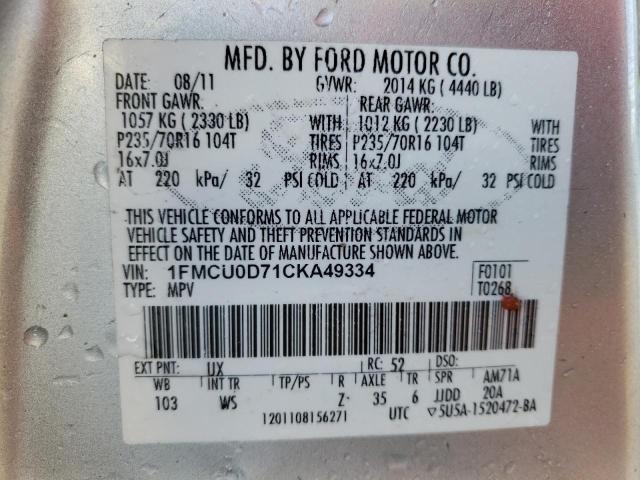 MFD. BY FORD MOTOR CO.
DATE: 08/11 GVWR: 2014 KG ( 4440 LB)
FRONT GAWR: REAR GAWR:
1057 KG ( 2330 LB) WITH 1012 KG ( 2230 LB) WITH
P235/70R16 104T TIRES P235/70R16 104T TIRES
16x7.0J RIMS 16x7.0J RIMS
AT 220 kPa/ 32 PSI COLD AT 220 kPa/ 32 PSI COLD
THIS VEHICLE CONFORMS TO ALL APPLICABLE FEDERAL MOTOR
VEHICLE SAFETY AND THEFT PREVENTION STANDARDS IN
EFFECT ON THE DATE OF MANUFACTURE SHOWN ABOVE.
VIN: 1FMCU0D71CKA49334 F0101
TYPE: MPV T0268
EXT PNT: UX RC: 52 DSO:
WB INT TR TP/PS R AXLE TR SPR AM71A
103 WS Z- 35 6 JJDD 20A
1201108156271 UTC ▽5U5A-1520472-BA